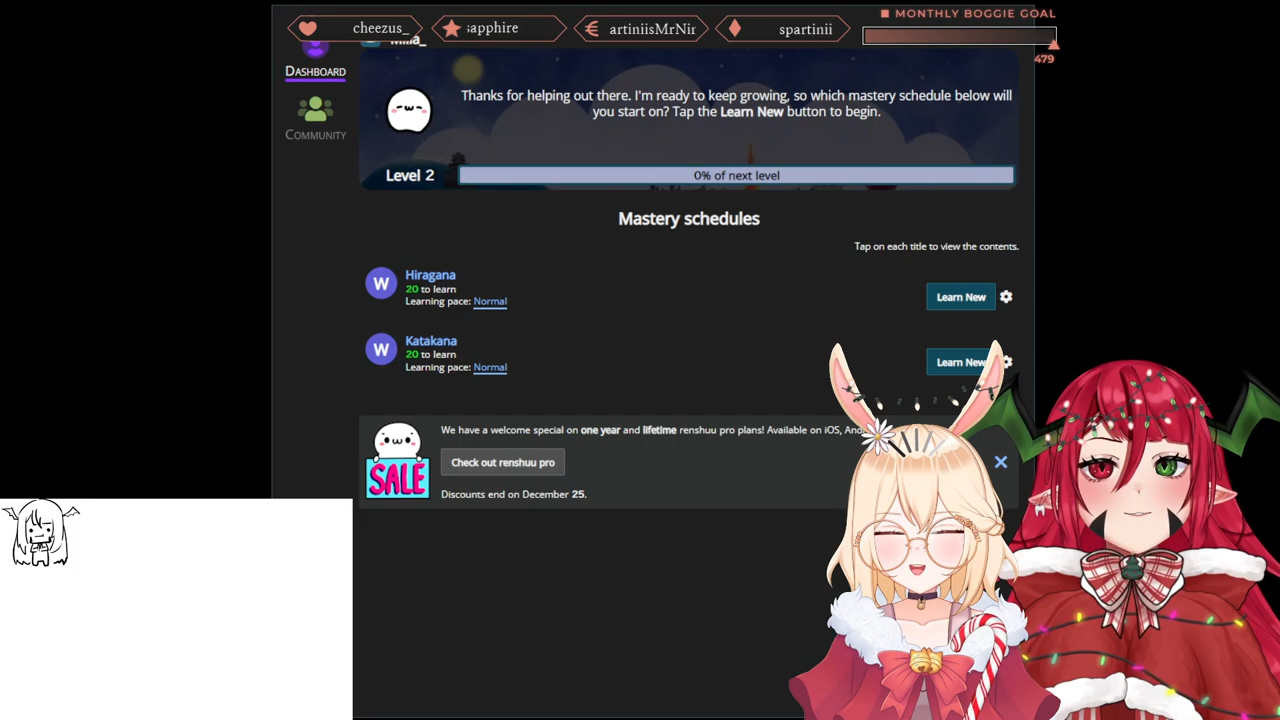 MONTHLY BOGGIE GOAL
cheezus_
sapphire
artiniisMrNir
spartinii
479
Milla_
DASHBOARD
COMMUNITY
Thanks for helping out there. I'm ready to keep growing, so which mastery schedule below will
you start on? Tap the Learn New button to begin.
Level 2
0% of next level
Mastery schedules
Tap on each title to view the contents.
W
Hiragana
20 to learn
Learning pace: Normal
Learn New
W
Katakana
20 to learn
Learning pace: Normal
Learn New
We have a welcome special on one year and lifetime renshuu pro plans! Available on iOS, And
SALE
Check out renshuu pro
Discounts end on December 25.